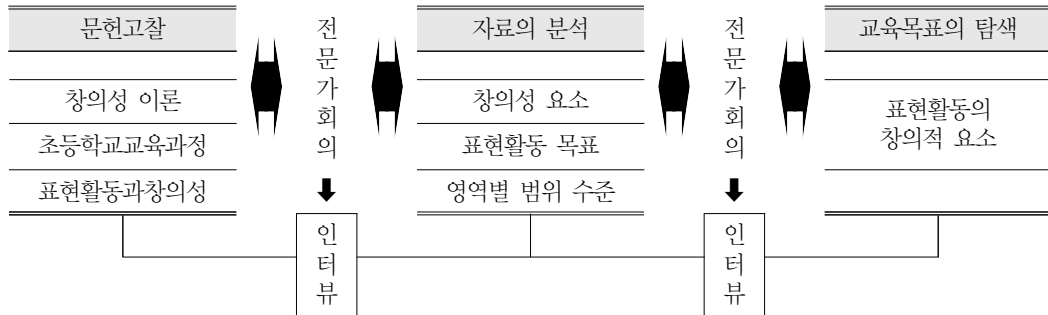 문헌고찰
창의성 이론
초등학교교육과정
표현활동과창의성
전문가회의
인터뷰
자료의 분석
창의성 요소
표현활동 목표
영역별 범위 수준
전문가회의
인터뷰
교육목표의 탐색
표현활동의
창의적 요소